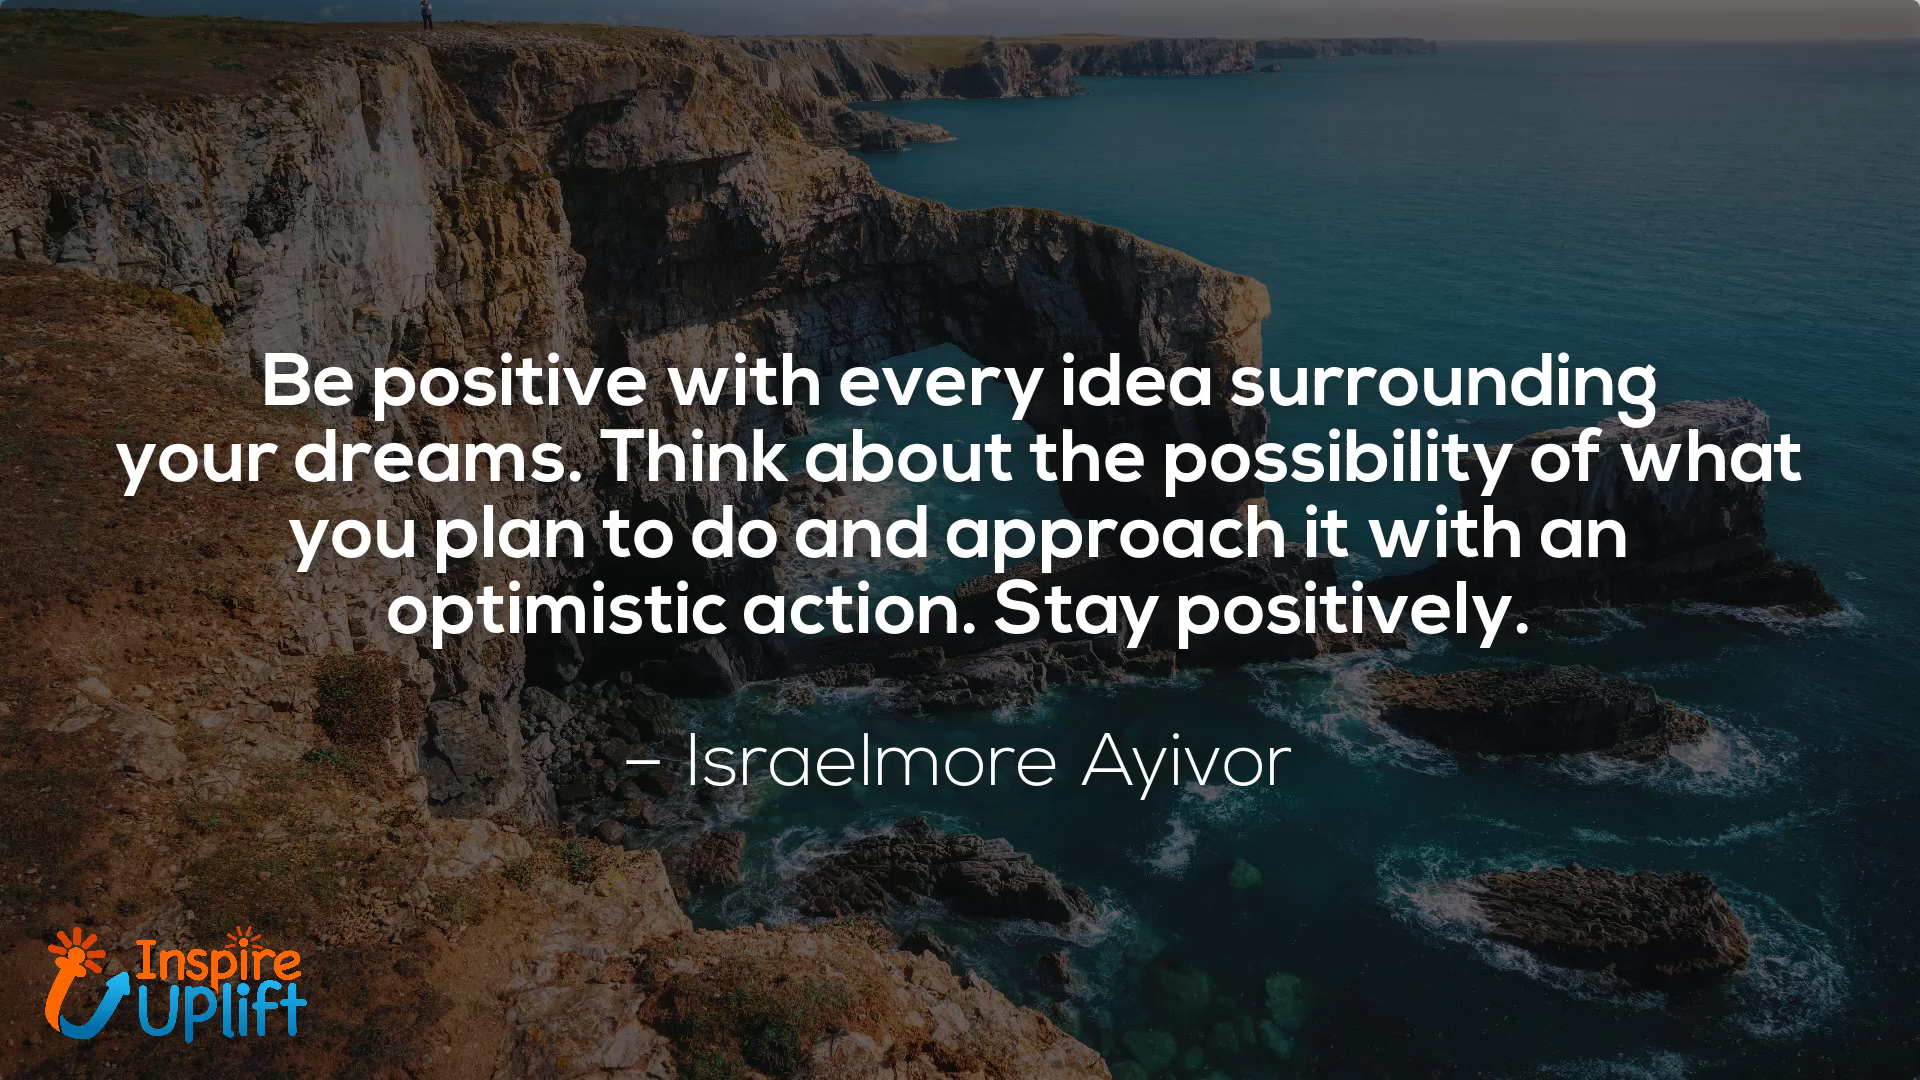 Be positive with every idea surrounding
your dreams. Think about the possibility of what
you plan to do and approach it with an
optimistic action. Stay positively.
– Israelmore Ayivor
Inspire
Uplift